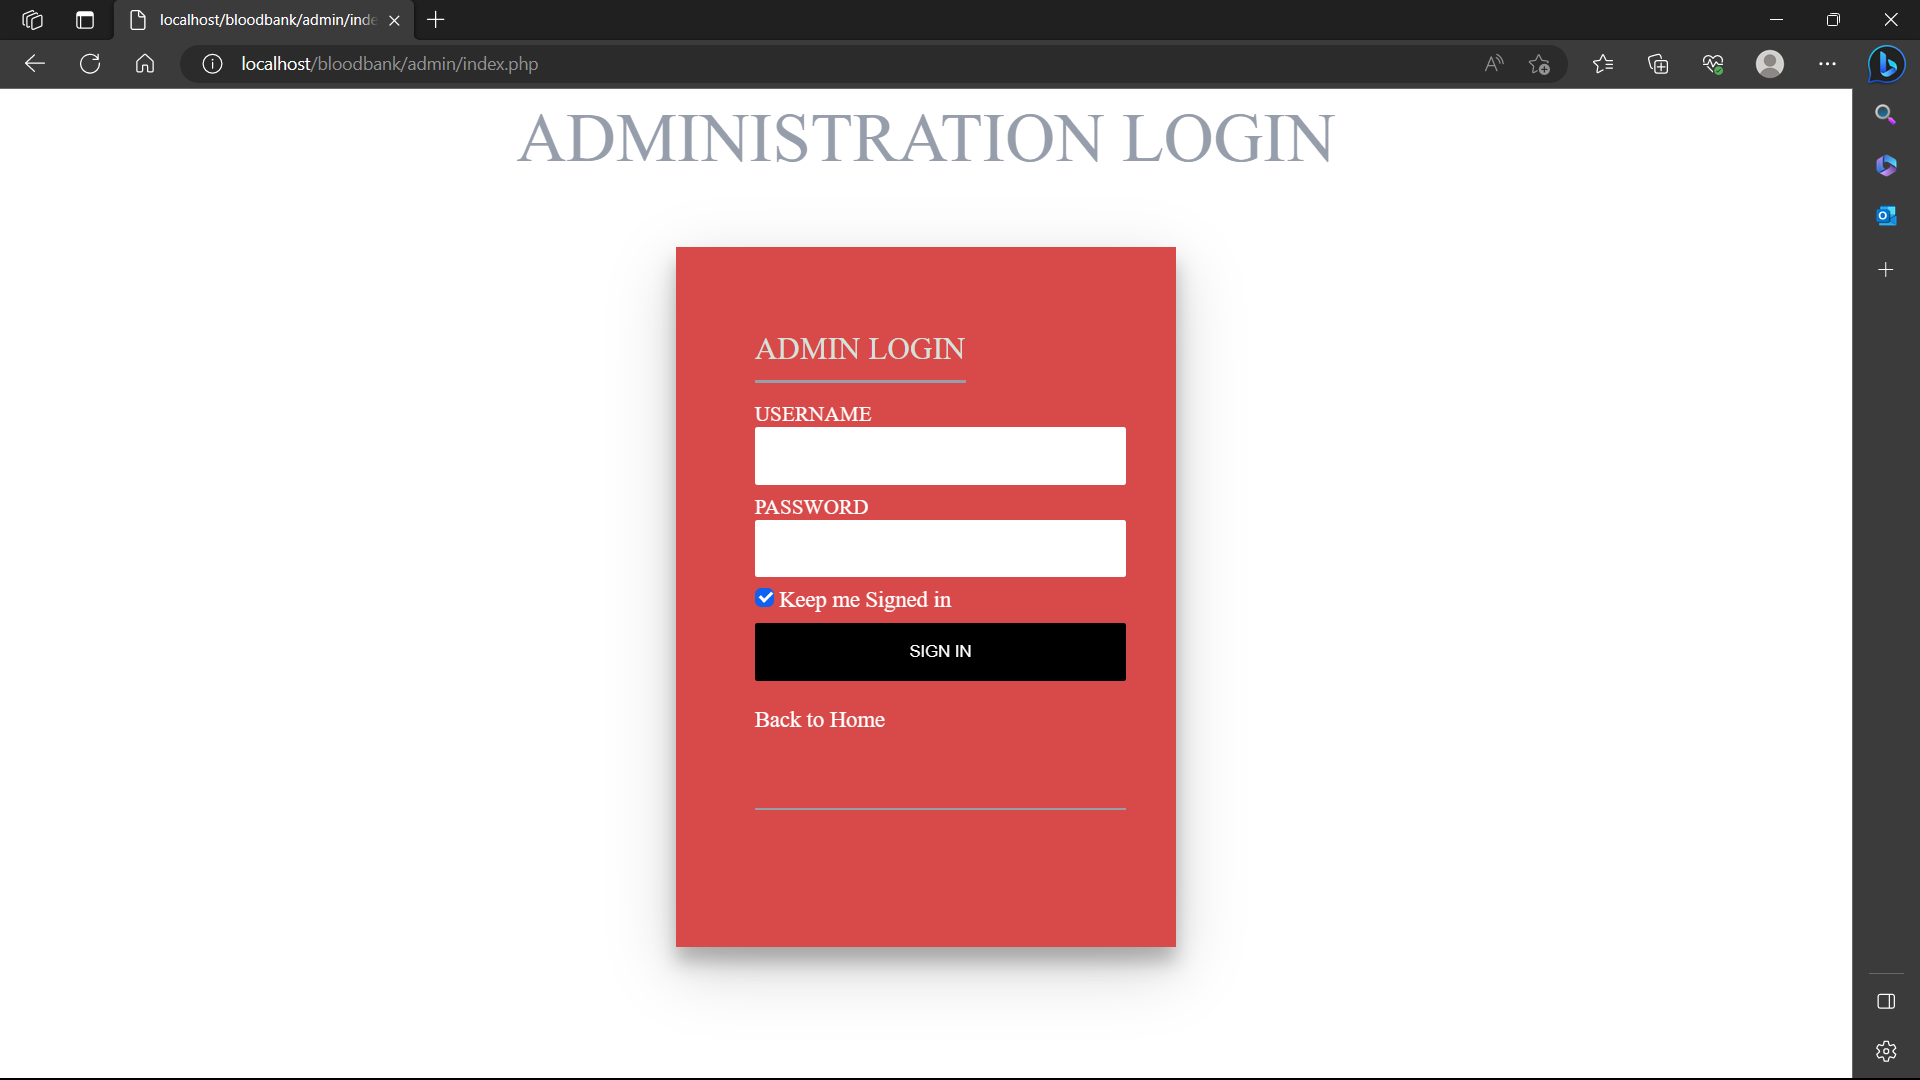 localhost/bloodbank/admin/inde
localhost/bloodbank/admin/index.php
ADMINISTRATION LOGIN
ADMIN LOGIN
USERNAME
PASSWORD
Keep me Signed in
SIGN IN
Back to Home